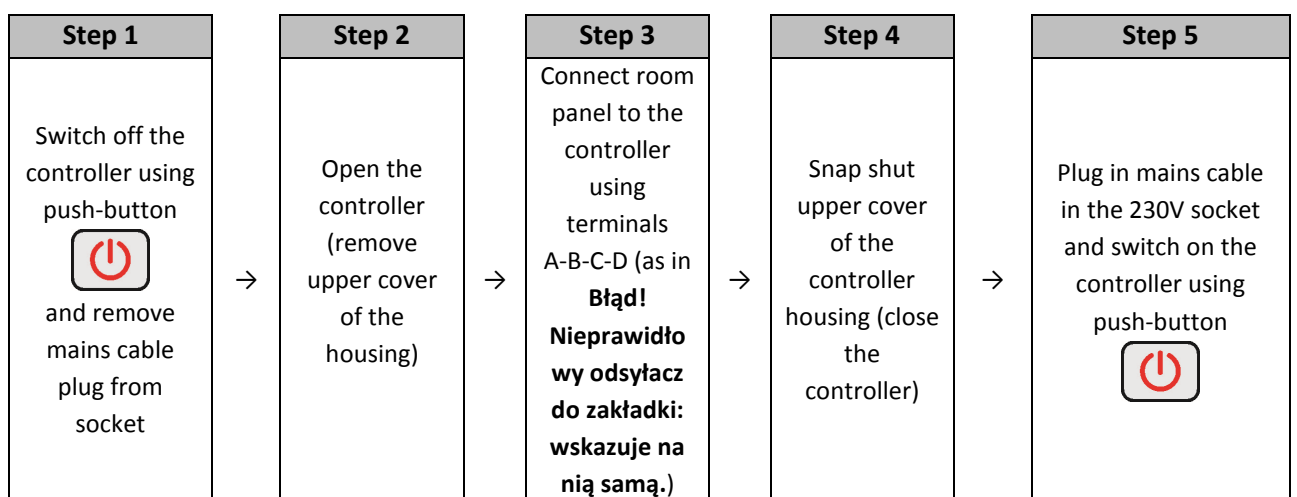 Step 1
Switch off the
controller using
push-button
and remove
mains cable
plug from
socket
→
Step 2
Open the
controller
(remove
upper cover
of the
housing)
→
Step 3
Connect room
panel to the
controller
using
terminals
A-B-C-D (as in
Błąd!
Nieprawidło
wy odsyłacz
do zakładki:
wskazuje na
nią samą.)
→
Step 4
Snap shut
upper cover
of the
controller
housing (close
the
controller)
→
Step 5
Plug in mains cable
in the 230V socket
and switch on the
controller using
push-button